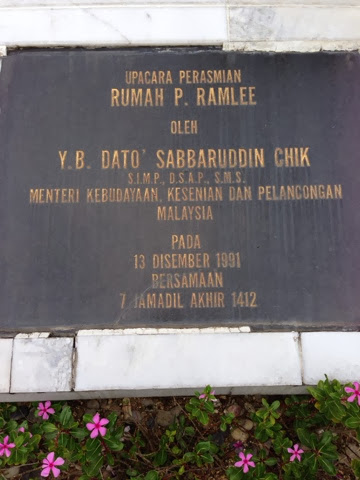 UPACARA PERASMIAN
RUMAH P. RAMLEE
OLEH
Y.B. DATO' SABBARUDDIN CHIK
S.I.M.P., D.S.A.P., S.M.S.
MENTERI KEBUDAYAAN, KESENIAN DAN PELANCONGAN
MALAYSIA
PADA
13 DISEMBER 1991
BERSAMAAN
7 JAMADIL AKHIR 1412